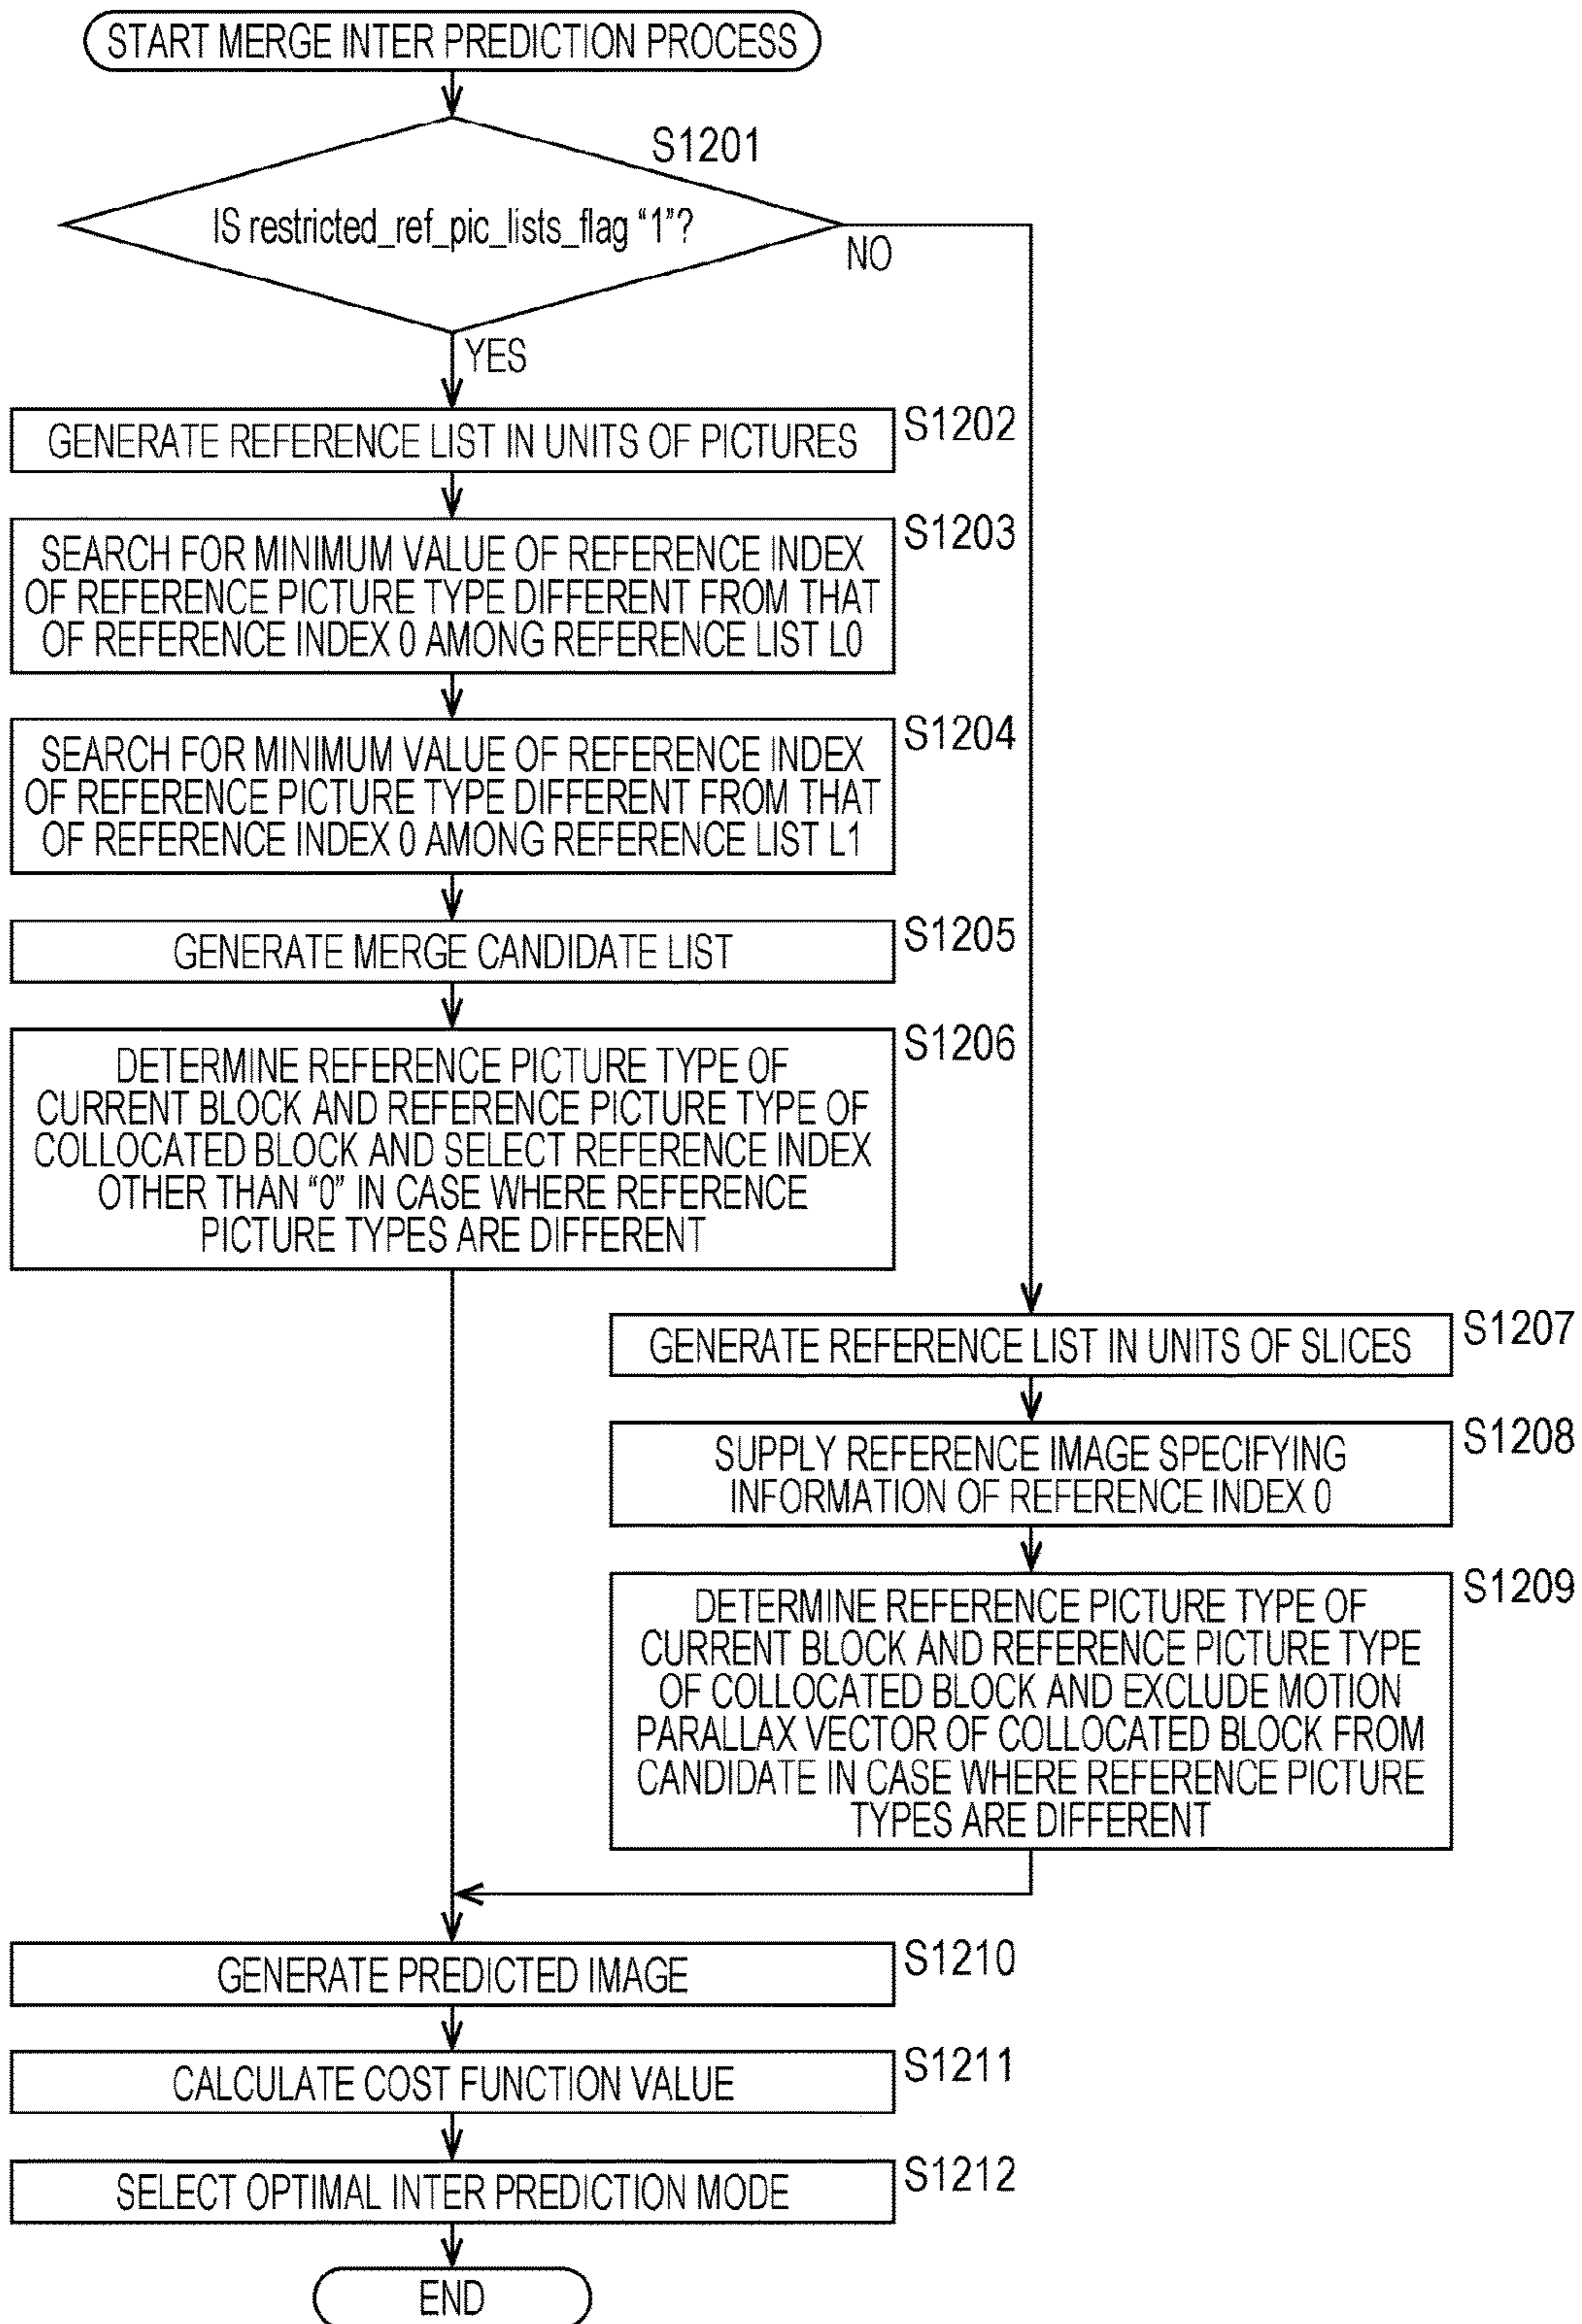 START MERGE INTER PREDICTION PROCESS
S1201
IS restricted_ref_pic_lists_flag “1”?
NO
YES
GENERATE REFERENCE LIST IN UNITS OF PICTURES
S1202
SEARCH FOR MINIMUM VALUE OF REFERENCE INDEX
OF REFERENCE PICTURE TYPE DIFFERENT FROM THAT
OF REFERENCE INDEX 0 AMONG REFERENCE LIST L0
S1203
SEARCH FOR MINIMUM VALUE OF REFERENCE INDEX
OF REFERENCE PICTURE TYPE DIFFERENT FROM THAT
OF REFERENCE INDEX 0 AMONG REFERENCE LIST L1
S1204
GENERATE MERGE CANDIDATE LIST
S1205
DETERMINE REFERENCE PICTURE TYPE OF
CURRENT BLOCK AND REFERENCE PICTURE TYPE OF
COLLOCATED BLOCK AND SELECT REFERENCE INDEX
OTHER THAN “0” IN CASE WHERE REFERENCE
PICTURE TYPES ARE DIFFERENT
S1206
GENERATE REFERENCE LIST IN UNITS OF SLICES
S1207
SUPPLY REFERENCE IMAGE SPECIFYING
INFORMATION OF REFERENCE INDEX 0
S1208
DETERMINE REFERENCE PICTURE TYPE OF
CURRENT BLOCK AND REFERENCE PICTURE TYPE
OF COLLOCATED BLOCK AND EXCLUDE MOTION
PARALLAX VECTOR OF COLLOCATED BLOCK FROM
CANDIDATE IN CASE WHERE REFERENCE PICTURE
TYPES ARE DIFFERENT
S1209
GENERATE PREDICTED IMAGE
S1210
CALCULATE COST FUNCTION VALUE
S1211
SELECT OPTIMAL INTER PREDICTION MODE
S1212
END